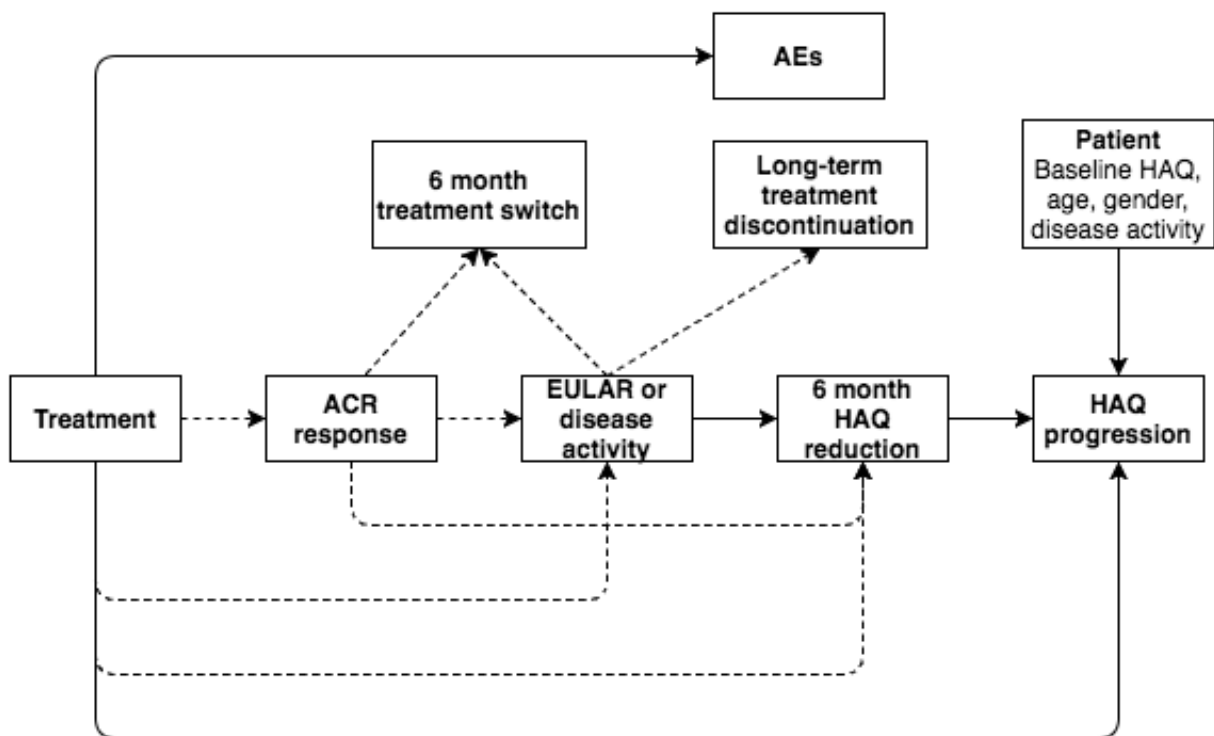 AEs
6 month
treatment switch
Long-term
treatment
discontinuation
Patient
Baseline HAQ,
age, gender,
disease activity
Treatment
ACR
response
EULAR or
disease
activity
6 month
HAQ
reduction
HAQ
progression